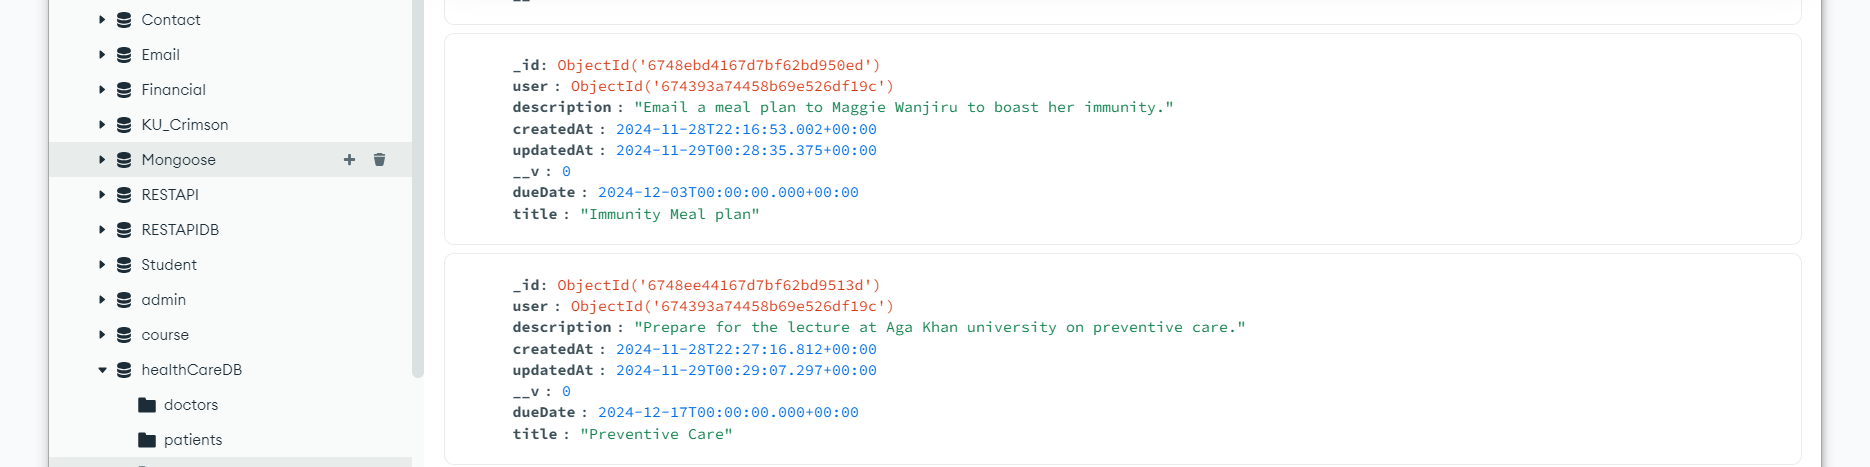 Contact
Email
Financial
KU_Crimson
Mongoose
RESTAPI
RESTAPIDB
Student
admin
course
healthCareDB
doctors
patients
_id: ObjectId('6748ebd4167d7bf62bd950ed')
user : ObjectId('674393a74458b69e526df19c')
description : "Email a meal plan to Maggie Wanjiru to boast her immunity."
createdAt : 2024-11-28T22:16:53.002+00:00
updatedAt : 2024-11-29T00:28:35.375+00:00
__v : 0
dueDate : 2024-12-03T00:00:00.000+00:00
title : "Immunity Meal plan"
_id: ObjectId('6748ee44167d7bf62bd9513d')
user : ObjectId('674393a74458b69e526df19c')
description : "Prepare for the lecture at Aga Khan university on preventive care."
createdAt : 2024-11-28T22:27:16.812+00:00
updatedAt : 2024-11-29T00:29:07.297+00:00
__v : 0
dueDate : 2024-12-17T00:00:00.000+00:00
title : "Preventive Care"